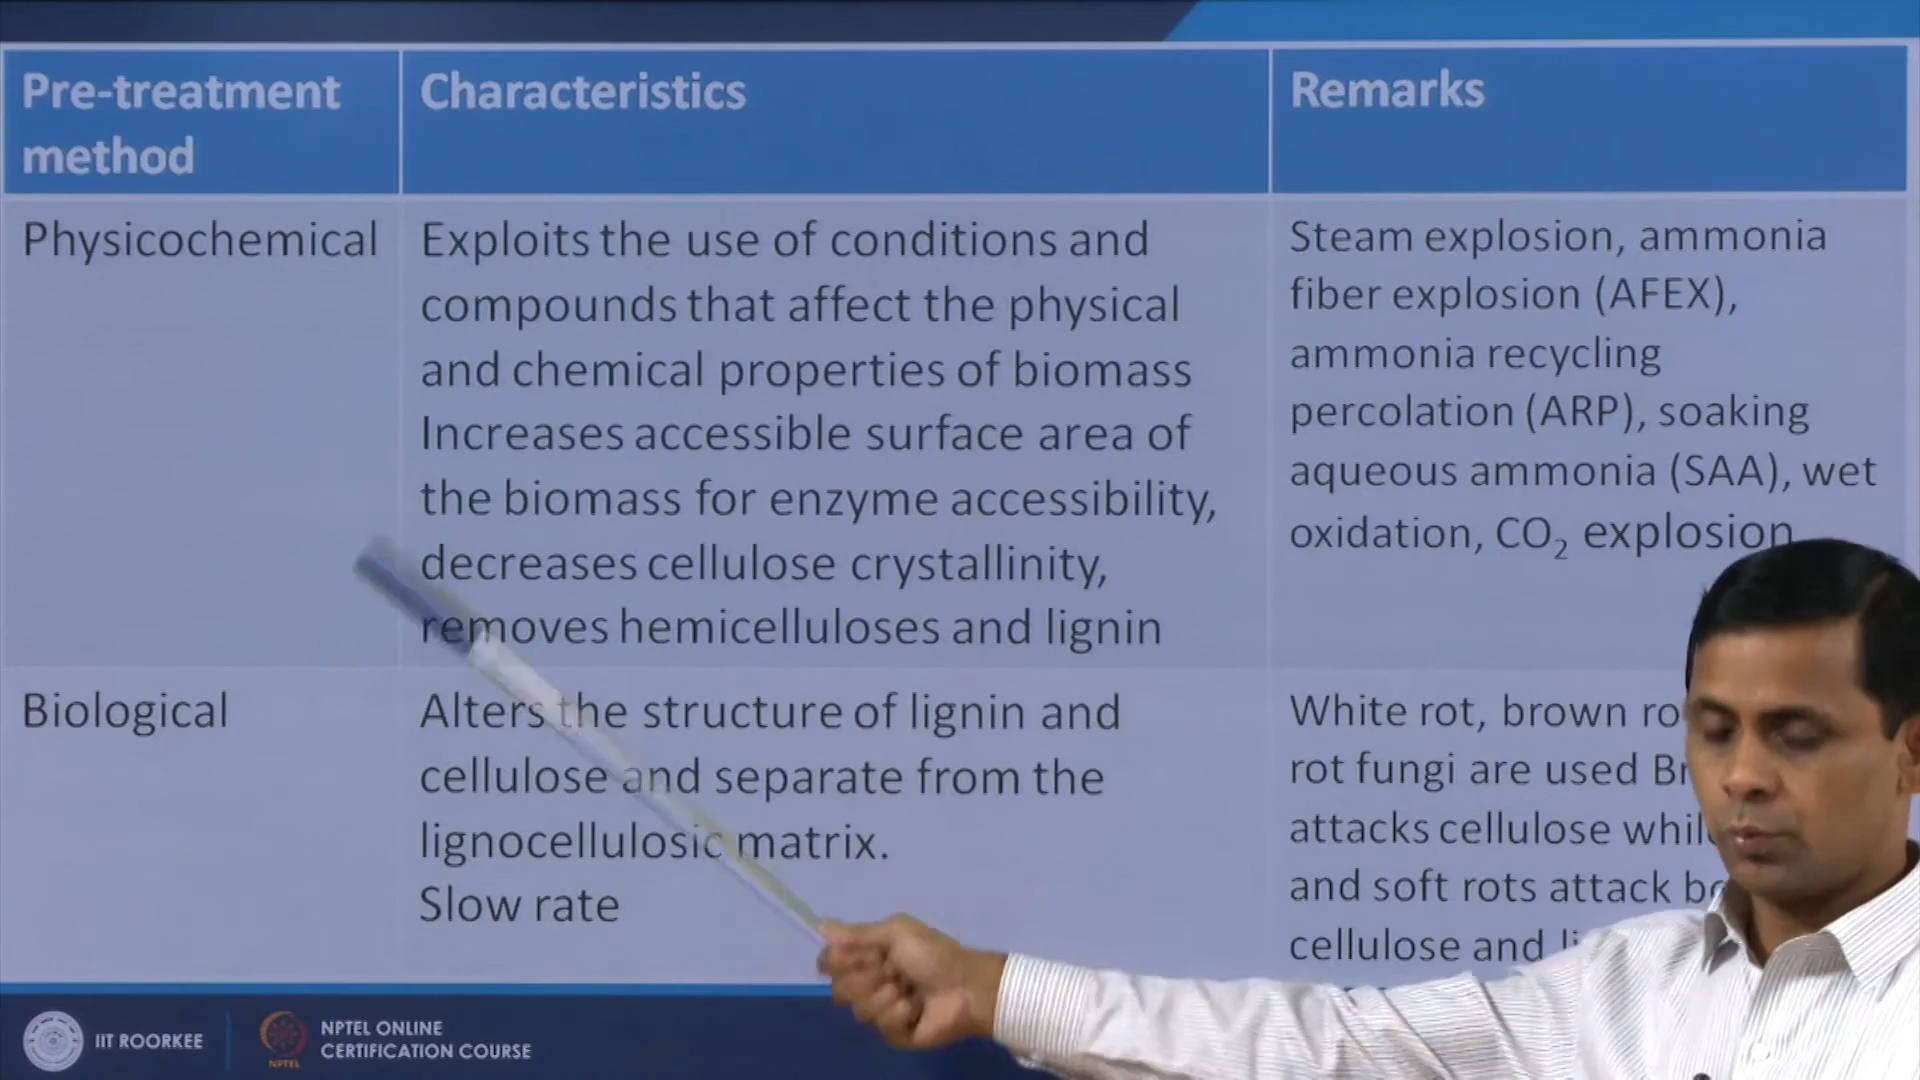 Pre-treatment method
Characteristics
Remarks
Physicochemical
Exploits the use of conditions and
compounds that affect the physical
and chemical properties of biomass
Increases accessible surface area of
the biomass for enzyme accessibility,
decreases cellulose crystallinity,
removes hemicelluloses and lignin
Steam explosion, ammonia
fiber explosion (AFEX),
ammonia recycling
percolation (ARP), soaking
aqueous ammonia (SAA), wet
oxidation, CO₂ explosion
Biological
Alters the structure of lignin and
cellulose and separate from the
lignocellulosic matrix.
Slow rate
White rot, brown
rot fungi are used
attacks cellulose
and soft rots attack
cellulose and
IIT ROORKEE
NPTEL
NPTEL ONLINE
CERTIFICATION COURSE